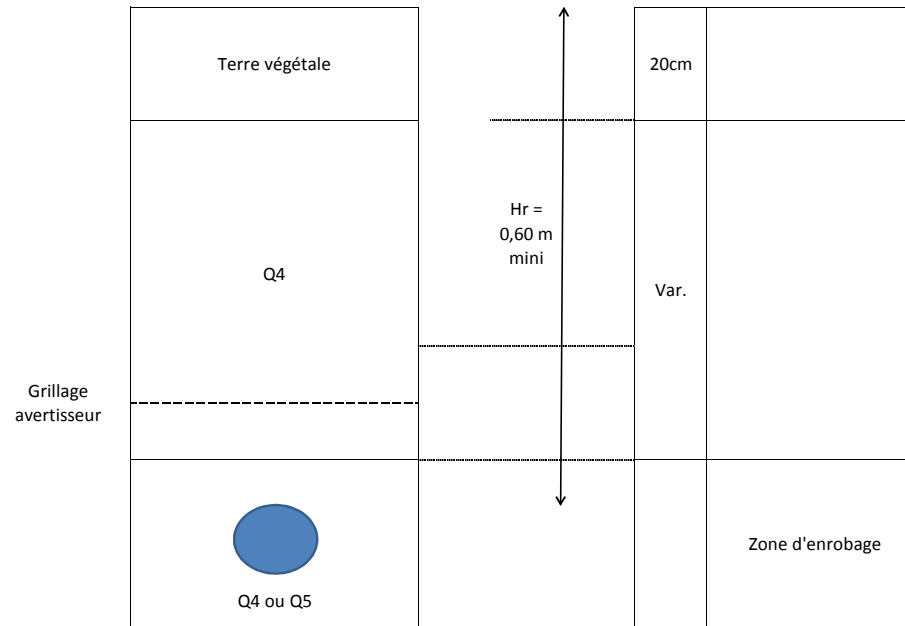 Terre végétale
20cm
Hr =
0,60 m
mini
Q4
Var.
Grillage
avertisseur
Zone d'enrobage
Q4 ou Q5